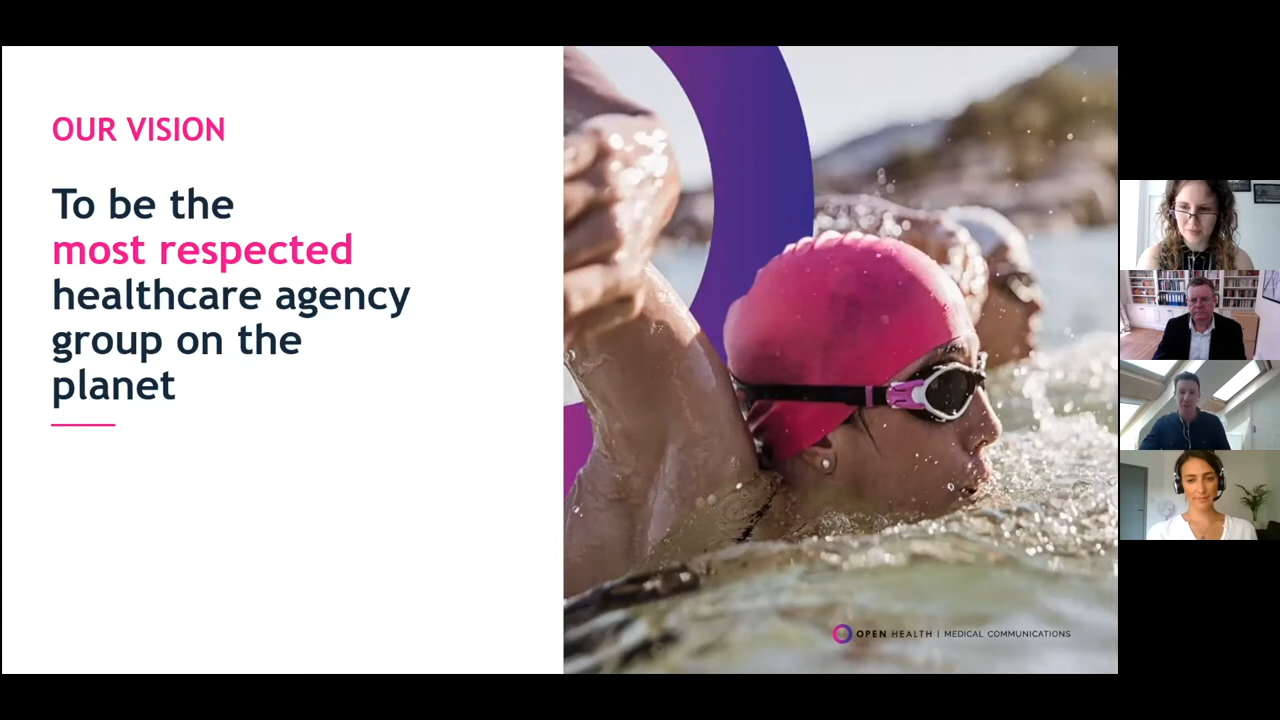 OUR VISION
To be the
most respected
healthcare agency
group on the
planet
OPEN HEALTH | MEDICAL COMMUNICATIONS